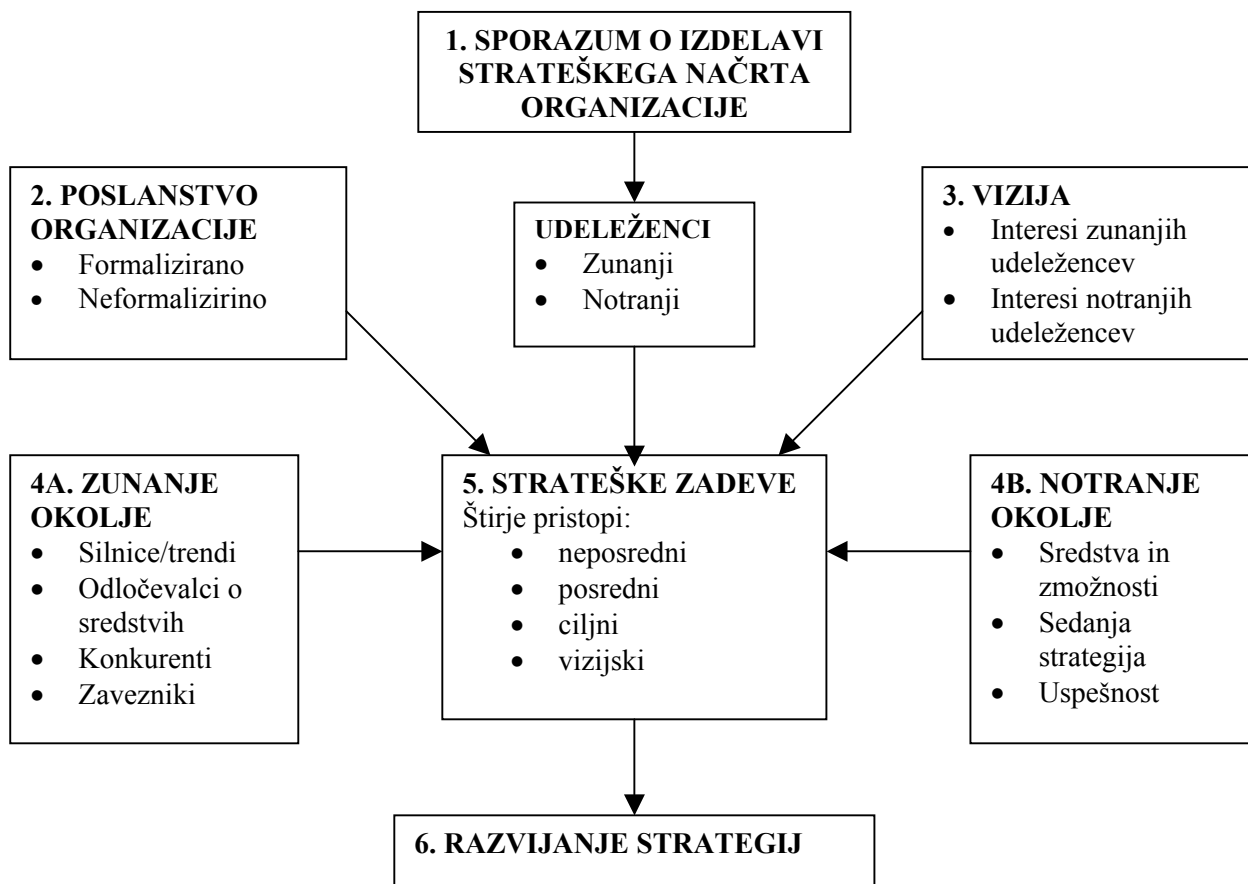 1. SPORAZUM O IZDELAVI
STRATEŠKEGA NAČRTA
ORGANIZACIJE
2. POSLANSTVO
ORGANIZACIJE
• Formalizirano
• Neformalizirino
UDELEŽENCI
• Zunanji
• Notranji
3. VIZIJA
• Interesi zunanjih
udeležencev
• Interesi notranjih
udeležencev
4A. ZUNANJE
OKOLJE
• Silnice/trendi
• Odločevalci o
sredstvih
• Konkurenti
• Zavezniki
5. STRATEŠKE ZADEVE
Štirje pristopi:
• neposredni
• posredni
• ciljni
• vizijski
4B. NOTRANJE
OKOLJE
• Sredstva in
zmožnosti
• Sedanja
strategija
• Uspešnost
6. RAZVIJANJE STRATEGIJ